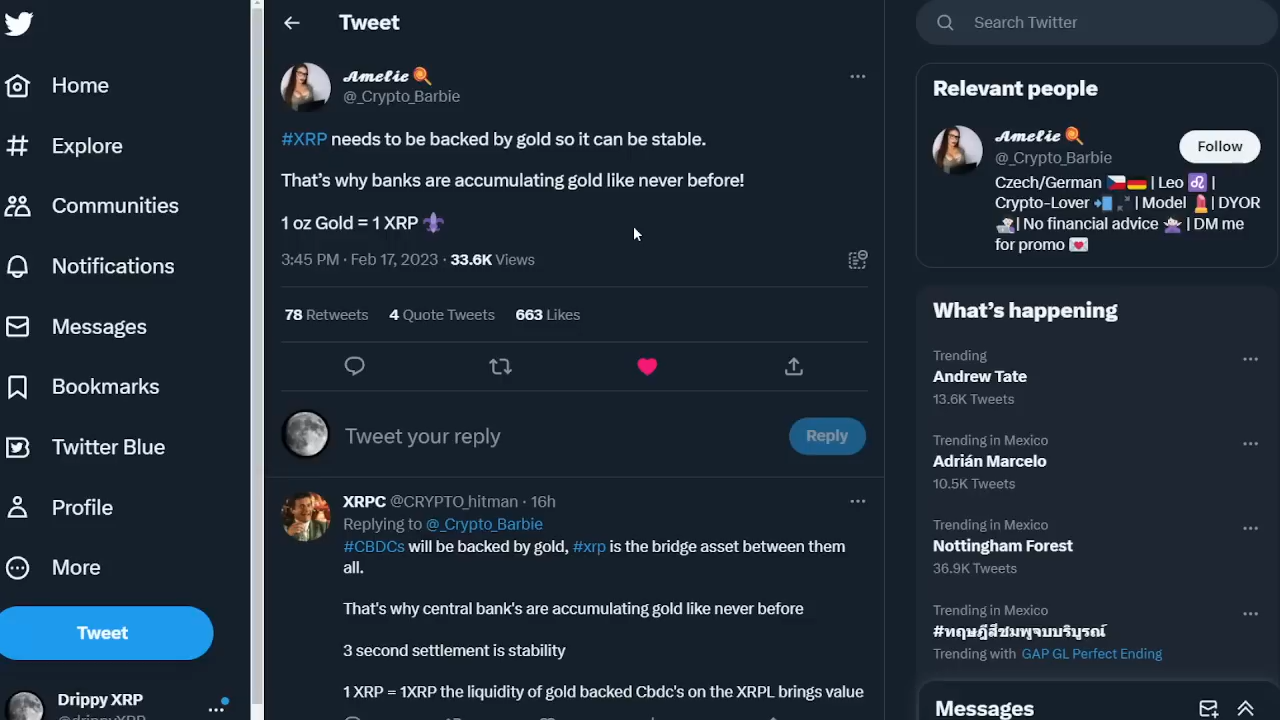 Home
Explore
Communities
Notifications
Messages
Bookmarks
Twitter Blue
Profile
More
Tweet
Drippy XRP
Tweet
𝓐𝓶𝓮𝓵𝓲𝓮
@_Crypto_Barbie
#XRP needs to be backed by gold so it can be stable.
That's why banks are accumulating gold like never before!
1 oz Gold = 1 XRP ⚜
3:45 PM · Feb 17, 2023 · 33.6K Views
78 Retweets 4 Quote Tweets 663 Likes
Tweet your reply
Reply
XRPC @CRYPTO_hitman · 16h
Replying to @_Crypto_Barbie
#CBDCs will be backed by gold, #xrp is the bridge asset between them
all.
That's why central bank's are accumulating gold like never before
3 second settlement is stability
1 XRP = 1XRP the liquidity of gold backed Cbdc's on the XRPL brings value
Search Twitter
Relevant people
𝓐𝓶𝓮𝓵𝓲𝓮
@_Crypto_Barbie
Follow
Czech/German 🇨🇿🇩🇪 | Leo ♌ |
Crypto-Lover 📲 | Model 💄 | DYOR
| No financial advice | DM me
for promo 💌
What's happening
Trending
Andrew Tate
13.6K Tweets
Trending in Mexico
Adrián Marcelo
10.5K Tweets
Trending in Mexico
Nottingham Forest
36.9K Tweets
Trending in Mexico
#ทฤษฎีสีชมพูจบบริบูรณ์
Trending with GAP GL Perfect Ending
Messages